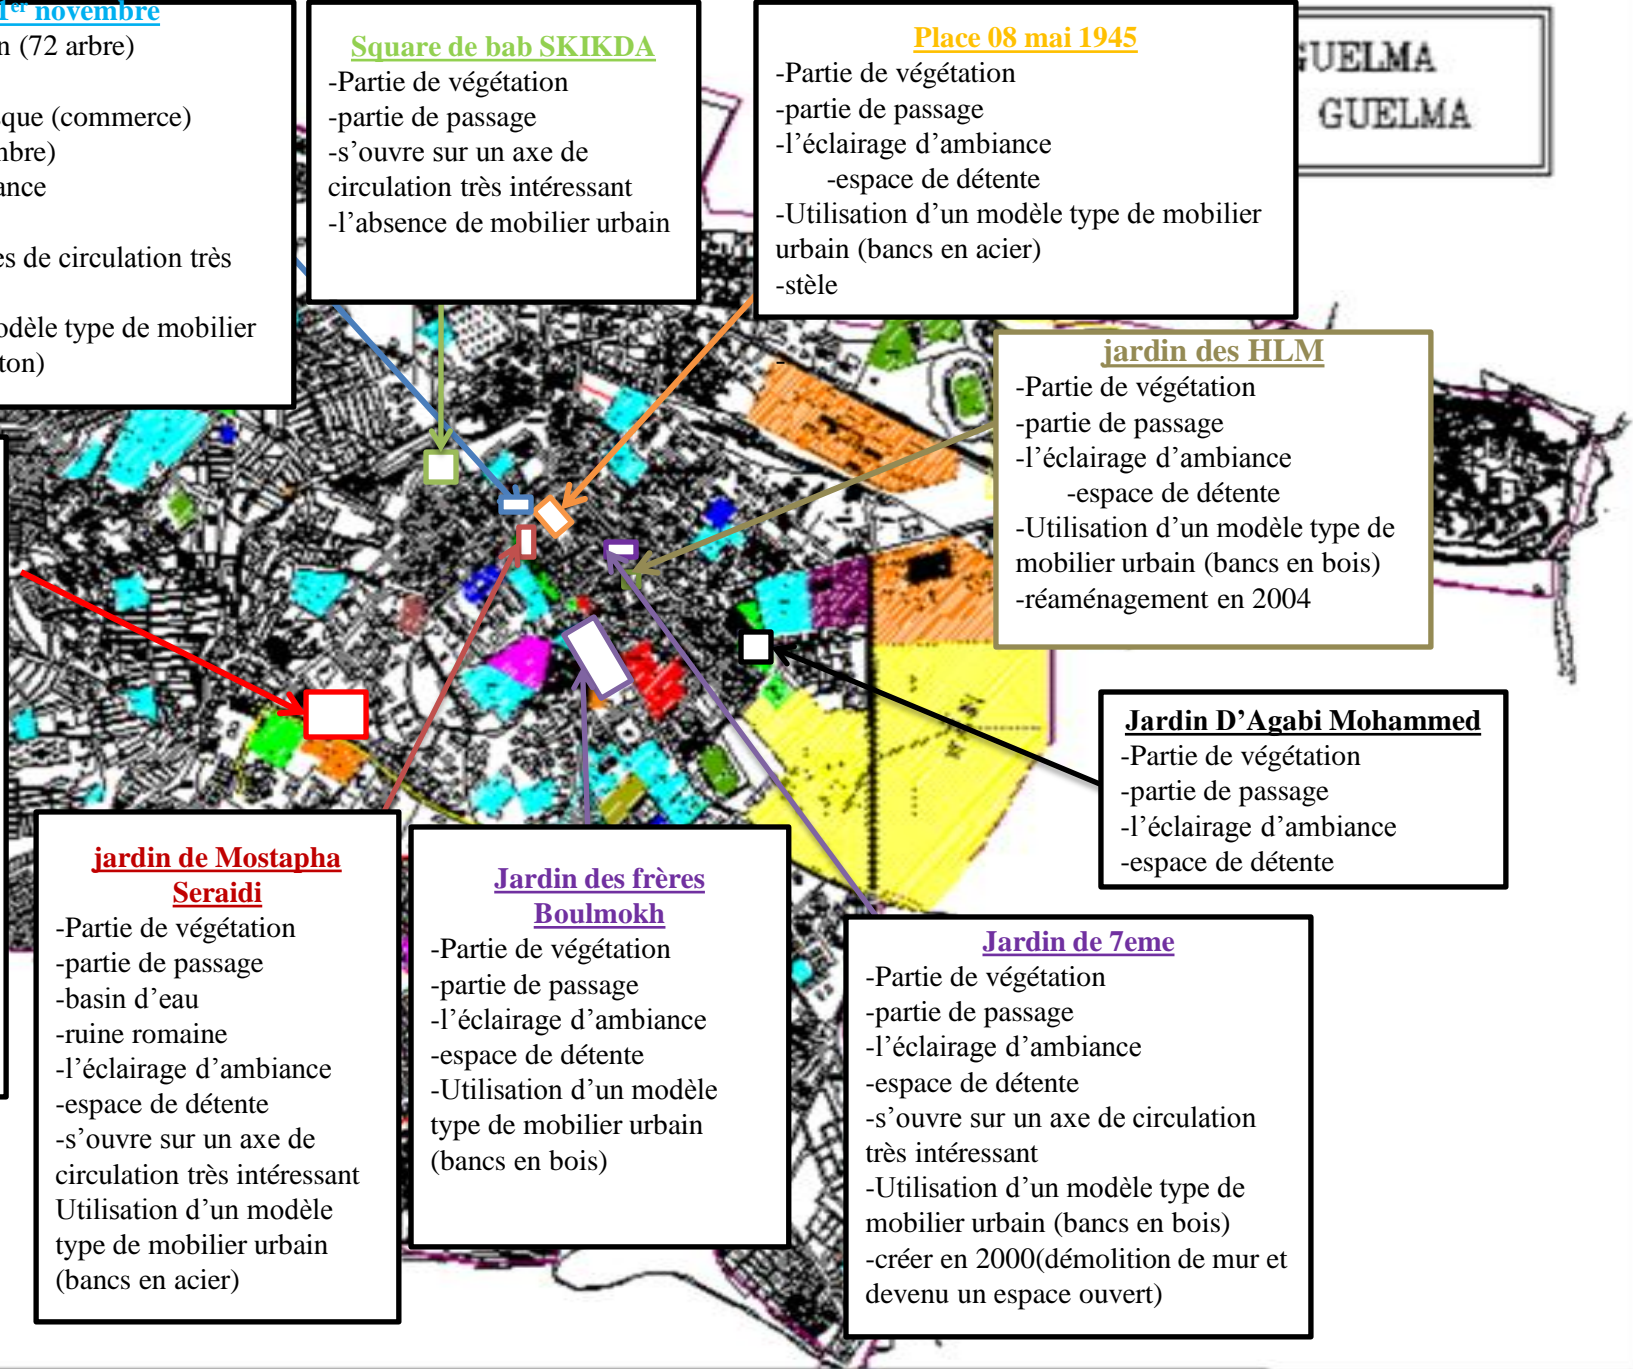 1er novembre
(72 arbre)
(commerce)
de circulation très
type de mobilier
Square de bab SKIKDA
-Partie de végétation
-partie de passage
-s’ouvre sur un axe de
circulation très intéressant
-l’absence de mobilier urbain
Place 08 mai 1945
-Partie de végétation
-partie de passage
-l’éclairage d’ambiance
-espace de détente
-Utilisation d’un modèle type de mobilier
urbain (bancs en acier)
-stèle
GUELMA
GUELMA
-
jardin des HLM
-Partie de végétation
-partie de passage
-l’éclairage d’ambiance
-espace de détente
-Utilisation d’un modèle type de
mobilier urbain (bancs en bois)
-réaménagement en 2004
Jardin D’Agabi Mohammed
-Partie de végétation
-partie de passage
-l’éclairage d’ambiance
-espace de détente
jardin de Mostapha
Seraidi
-Partie de végétation
-partie de passage
-basin d’eau
-ruine romaine
-l’éclairage d’ambiance
-espace de détente
-s’ouvre sur un axe de
circulation très intéressant
Utilisation d’un modèle
type de mobilier urbain
(bancs en acier)
Jardin des frères
Boulmokh
-Partie de végétation
-partie de passage
-l’éclairage d’ambiance
-espace de détente
-Utilisation d’un modèle
type de mobilier urbain
(bancs en bois)
Jardin de 7eme
-Partie de végétation
-partie de passage
-l’éclairage d’ambiance
-espace de détente
-s’ouvre sur un axe de circulation
très intéressant
-Utilisation d’un modèle type de
mobilier urbain (bancs en bois)
-créer en 2000(démolition de mur et
devenu un espace ouvert)